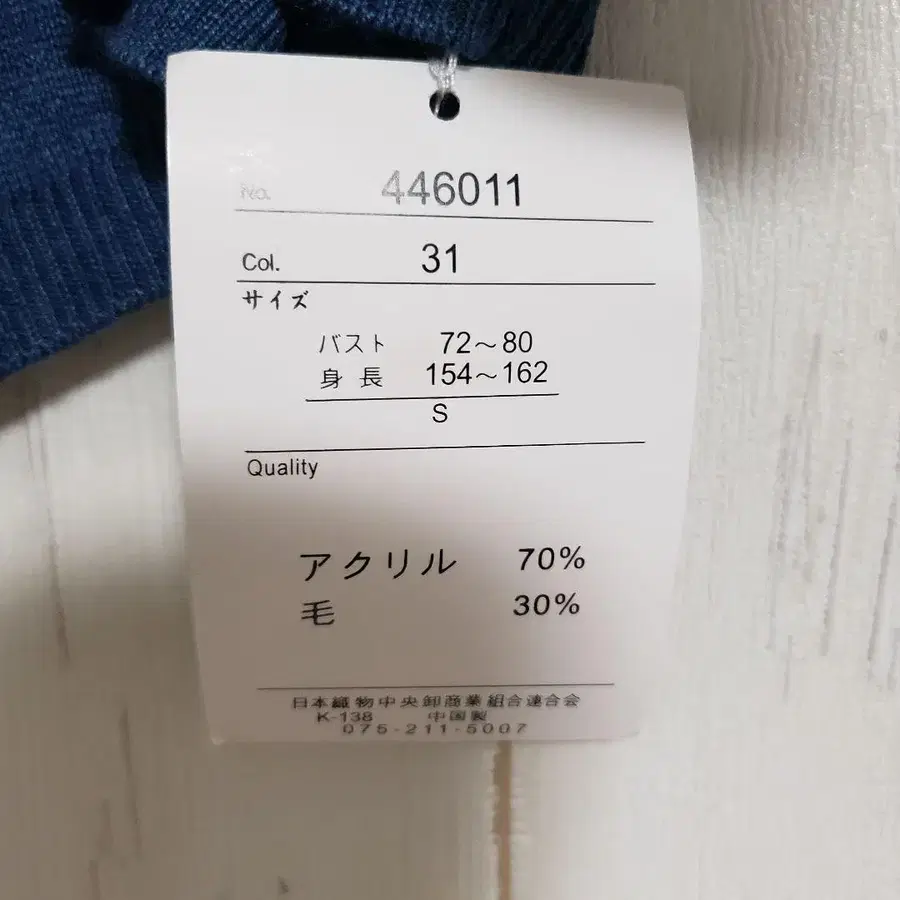 No. 446011
Col. 31
サイズ
バスト 72～80
身長 154～162
S
Quality
アクリル 70%
毛 30%
日本織物中央卸商業組合連合会
K-138 中国製
075-211-5007